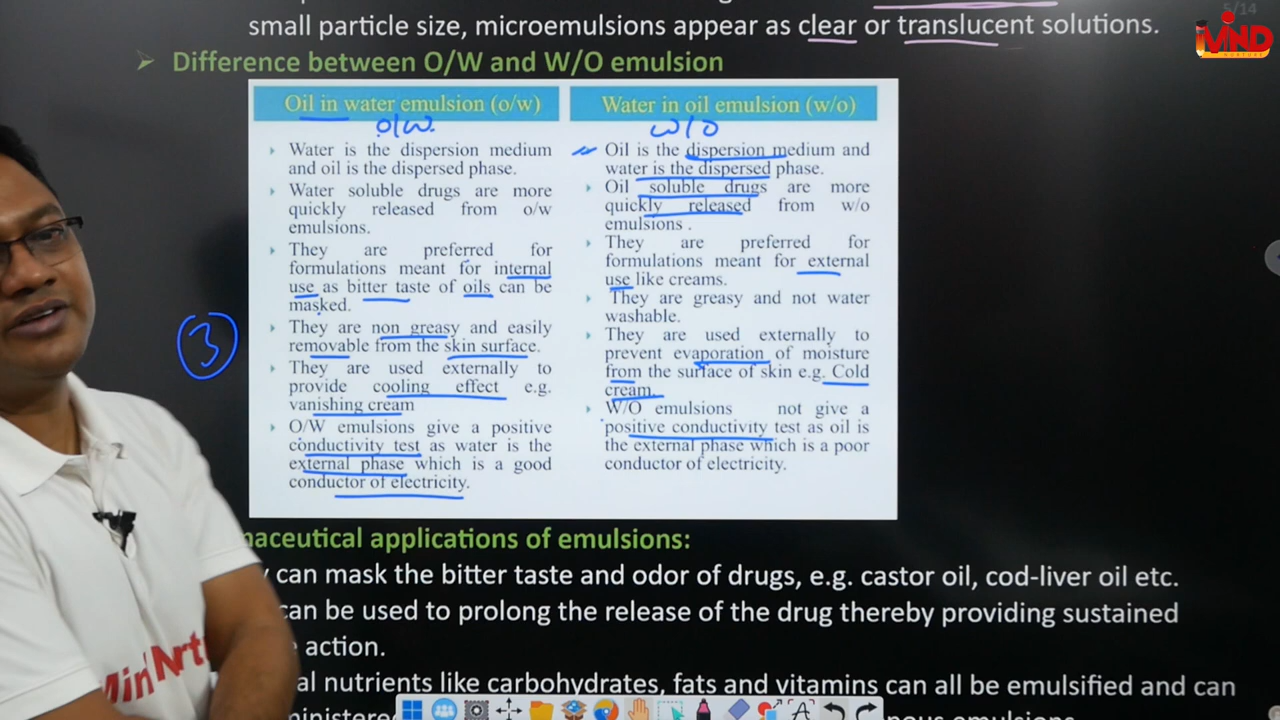 small particle size, microemulsions appear as clear or translucent solutions.
5/14
MIND
➢ Difference between O/W and W/O emulsion
Oil in water emulsion (o/w)
o/w.
Water is the dispersion medium
and oil is the dispersed phase.
Water soluble drugs are more
quickly released from o/w
emulsions.
They are preferred for
formulations meant for internal
use as bitter taste of oils can be
masked.
They are non greasy and easily
removable from the skin surface.
They are used externally to
provide cooling effect e.g.
vanishing cream
O/W emulsions give a positive
conductivity test as water is the
external phase which is a good
conductor of electricity.
3
Water in oil emulsion (w/o)
w/o
Oil is the dispersion medium and
water is the dispersed phase.
Oil soluble drugs are more
quickly released from w/o
emulsions .
They are preferred for
formulations meant for external
use like creams.
They are greasy and not water
washable.
They are used externally to
prevent evaporation of moisture
from the surface of skin e.g. Cold
cream.
W/O emulsions not give a
positive conductivity test as oil is
the external phase which is a poor
conductor of electricity.
maceutical applications of emulsions:
can mask the bitter taste and odor of drugs, e.g. castor oil, cod-liver oil etc.
can be used to prolong the release of the drug thereby providing sustained
action.
al nutrients like carbohydrates, fats and vitamins can all be emulsified and can